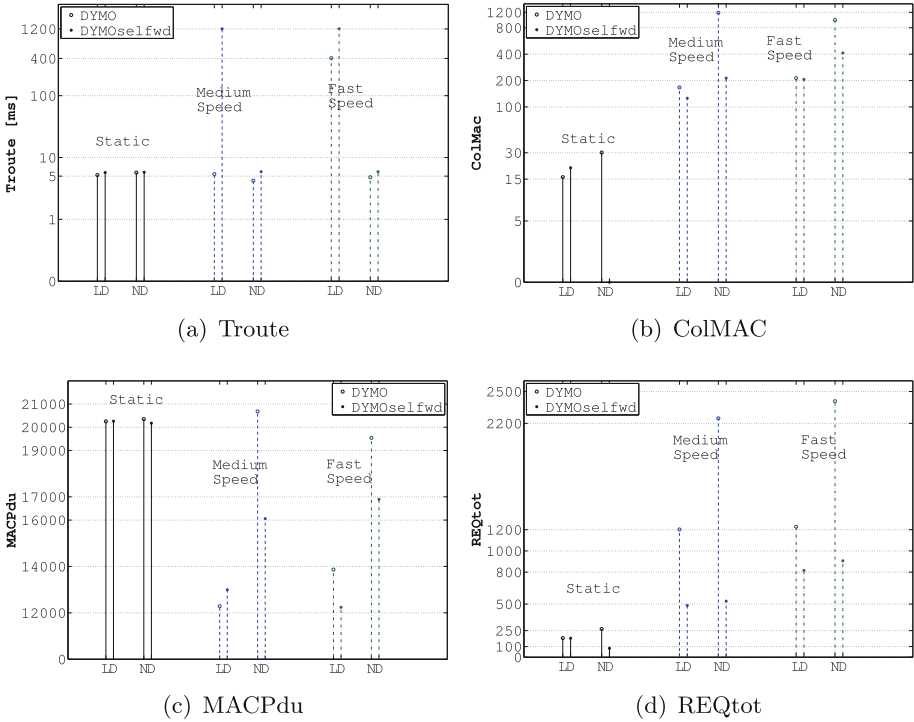 DYMO
DYMOselfwd
1200
400
100
10
5
1
0
Troute [ms]
Static
Medium
Speed
Fast
Speed
LD ND LD ND LD ND
(a) Troute
DYMO
DYMOselfwd
1200
800
400
200
100
30
15
5
0
ColMac
Static
Medium
Speed
Fast
Speed
LD ND LD ND LD ND
(b) ColMAC
DYMO
DYMOselfwd
21000
20000
19000
17000
16000
14000
12000
0
MACPdu
Static
Medium
Speed
Fast
Speed
LD ND LD ND LD ND
(c) MACPdu
DYMO
DYMOselfwd
2500
2200
1200
1000
800
500
250
100
0
REQtot
Static
Medium
Speed
Fast
Speed
LD ND LD ND LD ND
(d) REQtot